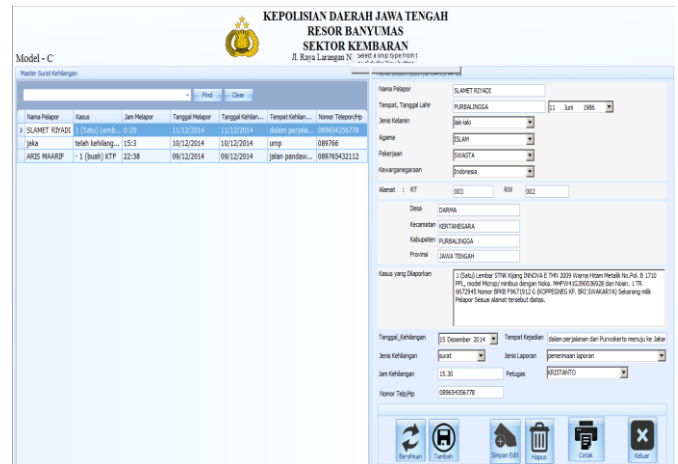 KEPOLISIAN DAERAH JAWA TENGAH
RESOR BANYUMAS
SEKTOR KEMBARAN
Jl. Raya Larangan N
Select a snip type from t
Model - C
Master Surat Kehilangan
Find Clear
Nama Pelapor Kasus Jam Melapor Tanggal Melapor Tanggal Kehilan... Tempat Kehilan... Nomor Telepon/Hp
SLAMET RIYADI 1 (Satu) Lemb... 8:20 11/12/2014 11/12/2014 dalam perjala... 089654356778
jaka telah kehilang... 15:3 10/12/2014 10/12/2014 ump 089766
ARIS MAARIF - 1 (buah) KTP 22:38 09/12/2014 09/12/2014 jalan pandaw... 089765432112
Nama Pelapor SLAMET RIYADI
Tempat, Tanggal Lahir PURBALINGGA 11 Juni 1986
Jenis Kelamin laki-laki
Agama ISLAM
Pekerjaan SWASTA
Kewarganegaraan Indonesia
Alamat : RT 003 RW 002
Desa DARMA
Kecamatan KERTANEGARA
Kabupaten PURBALINGGA
Provinsi JAWA TENGAH
Kasus yang Dilaporkan
1 (Satu) Lembar STNK Kijang INNOVA E THN 2009 Warna Hitam Metalik No.Pol. B 1710
PFL, model Microp/ minibus dengan Noka. MHFW41G390036928 dan Nosin. 1 TR
6672945 Nomor BPKB F9671912 G (KOPPEGNEG KP. BRI SWAKARYA) Sekarang milik
Pelapor Sesuai alamat tersebut diatas.
Tanggal_Kehilangan 15 Desember 2014 Tempat Kejadian dalam perjalanan dari Purwokerto menuju ke Jakar
Jenis Kehilangan surat Jenis Laporan penerimaan laporan
Jam Kehilangan 15.30 Petugas KRISTANTO
Nomor Telp/Hp 089654356778
Bersihkan Tambah Simpan Edit Hapus Cetak Keluar